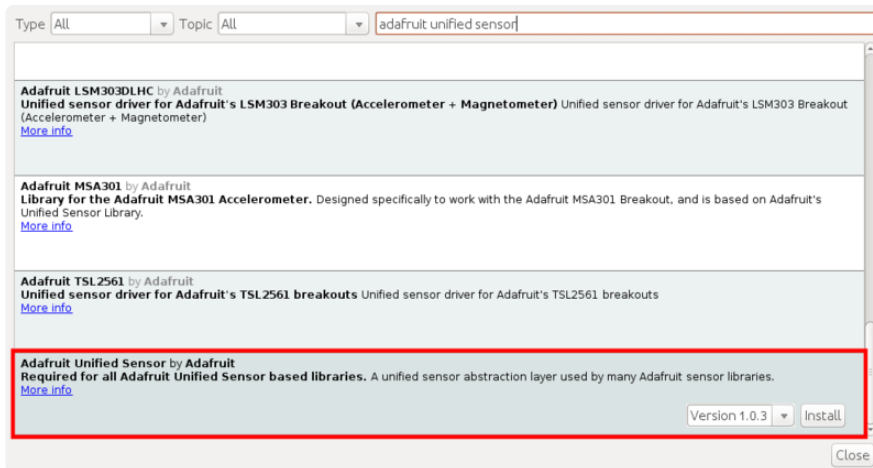 Type All Topic All adafruit unified sensor
Adafruit LSM303DLHC by Adafruit
Unified sensor driver for Adafruit's LSM303 Breakout (Accelerometer + Magnetometer) Unified sensor driver for Adafruit's LSM303 Breakout
(Accelerometer + Magnetometer)
More info
Adafruit MSA301 by Adafruit
Library for the Adafruit MSA301 Accelerometer. Designed specifically to work with the Adafruit MSA301 Breakout, and is based on Adafruit's
Unified Sensor Library.
More info
Adafruit TSL2561 by Adafruit
Unified sensor driver for Adafruit's TSL2561 breakouts Unified sensor driver for Adafruit's TSL2561 breakouts
More info
Adafruit Unified Sensor by Adafruit
Required for all Adafruit Unified Sensor based libraries. A unified sensor abstraction layer used by many Adafruit sensor libraries.
More info
Version 1.0.3 Install
Close